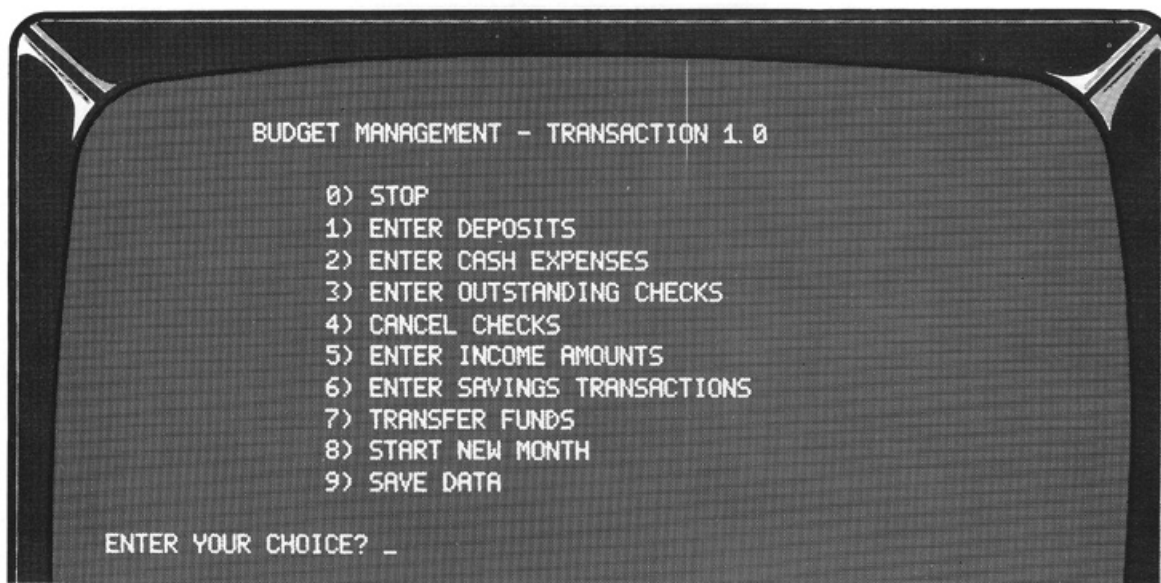 BUDGET MANAGEMENT - TRANSACTION 1.0
0) STOP
1) ENTER DEPOSITS
2) ENTER CASH EXPENSES
3) ENTER OUTSTANDING CHECKS
4) CANCEL CHECKS
5) ENTER INCOME AMOUNTS
6) ENTER SAVINGS TRANSACTIONS
7) TRANSFER FUNDS
8) START NEW MONTH
9) SAVE DATA
ENTER YOUR CHOICE? _